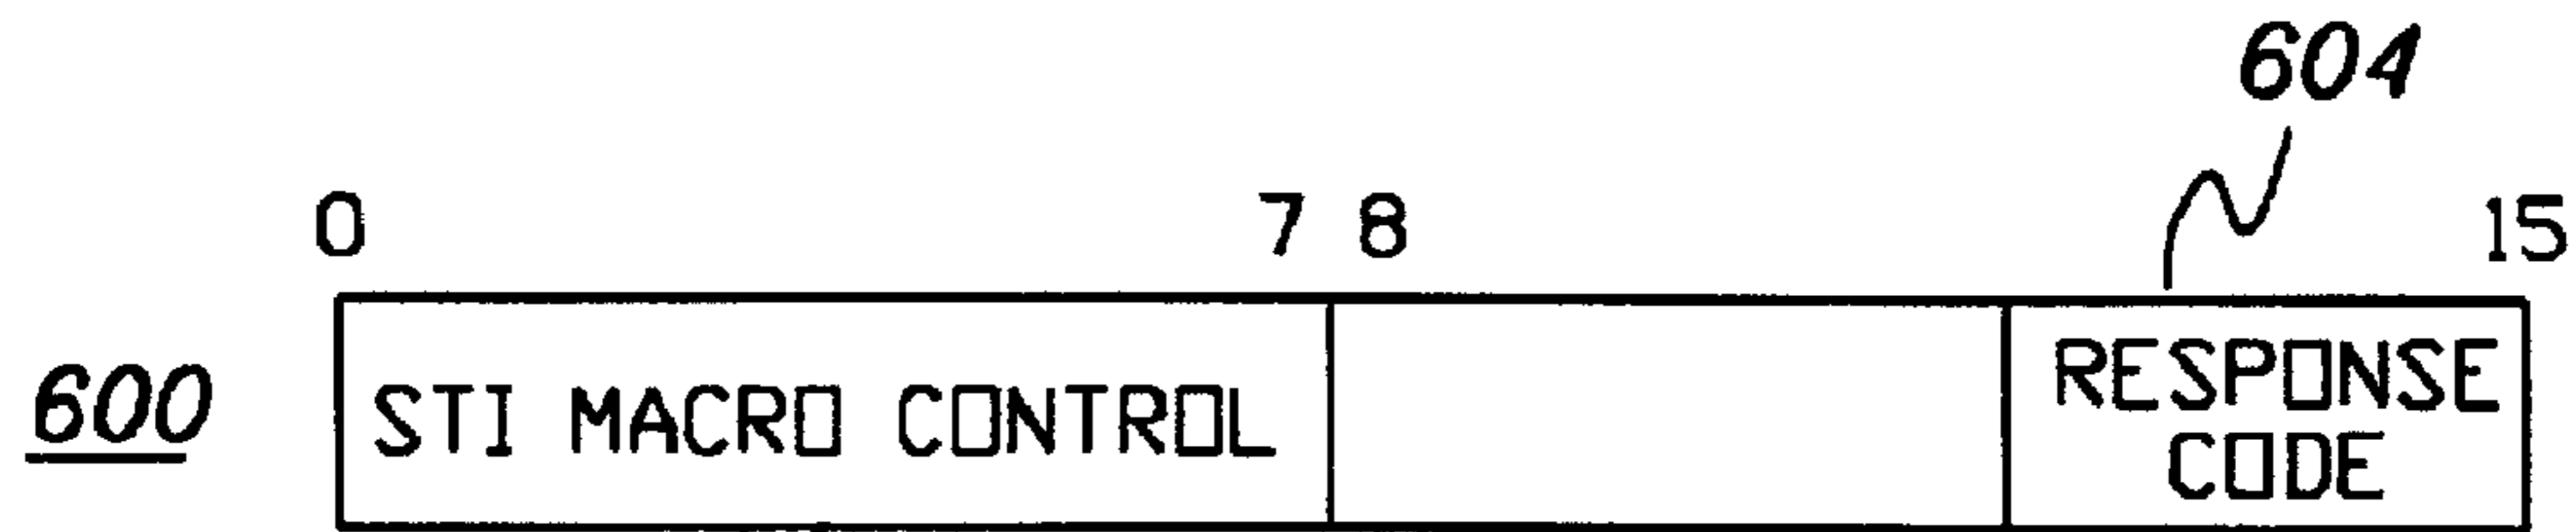 604
0 7 8 15
600
STI MACRO CONTROL
RESPONSE
CODE